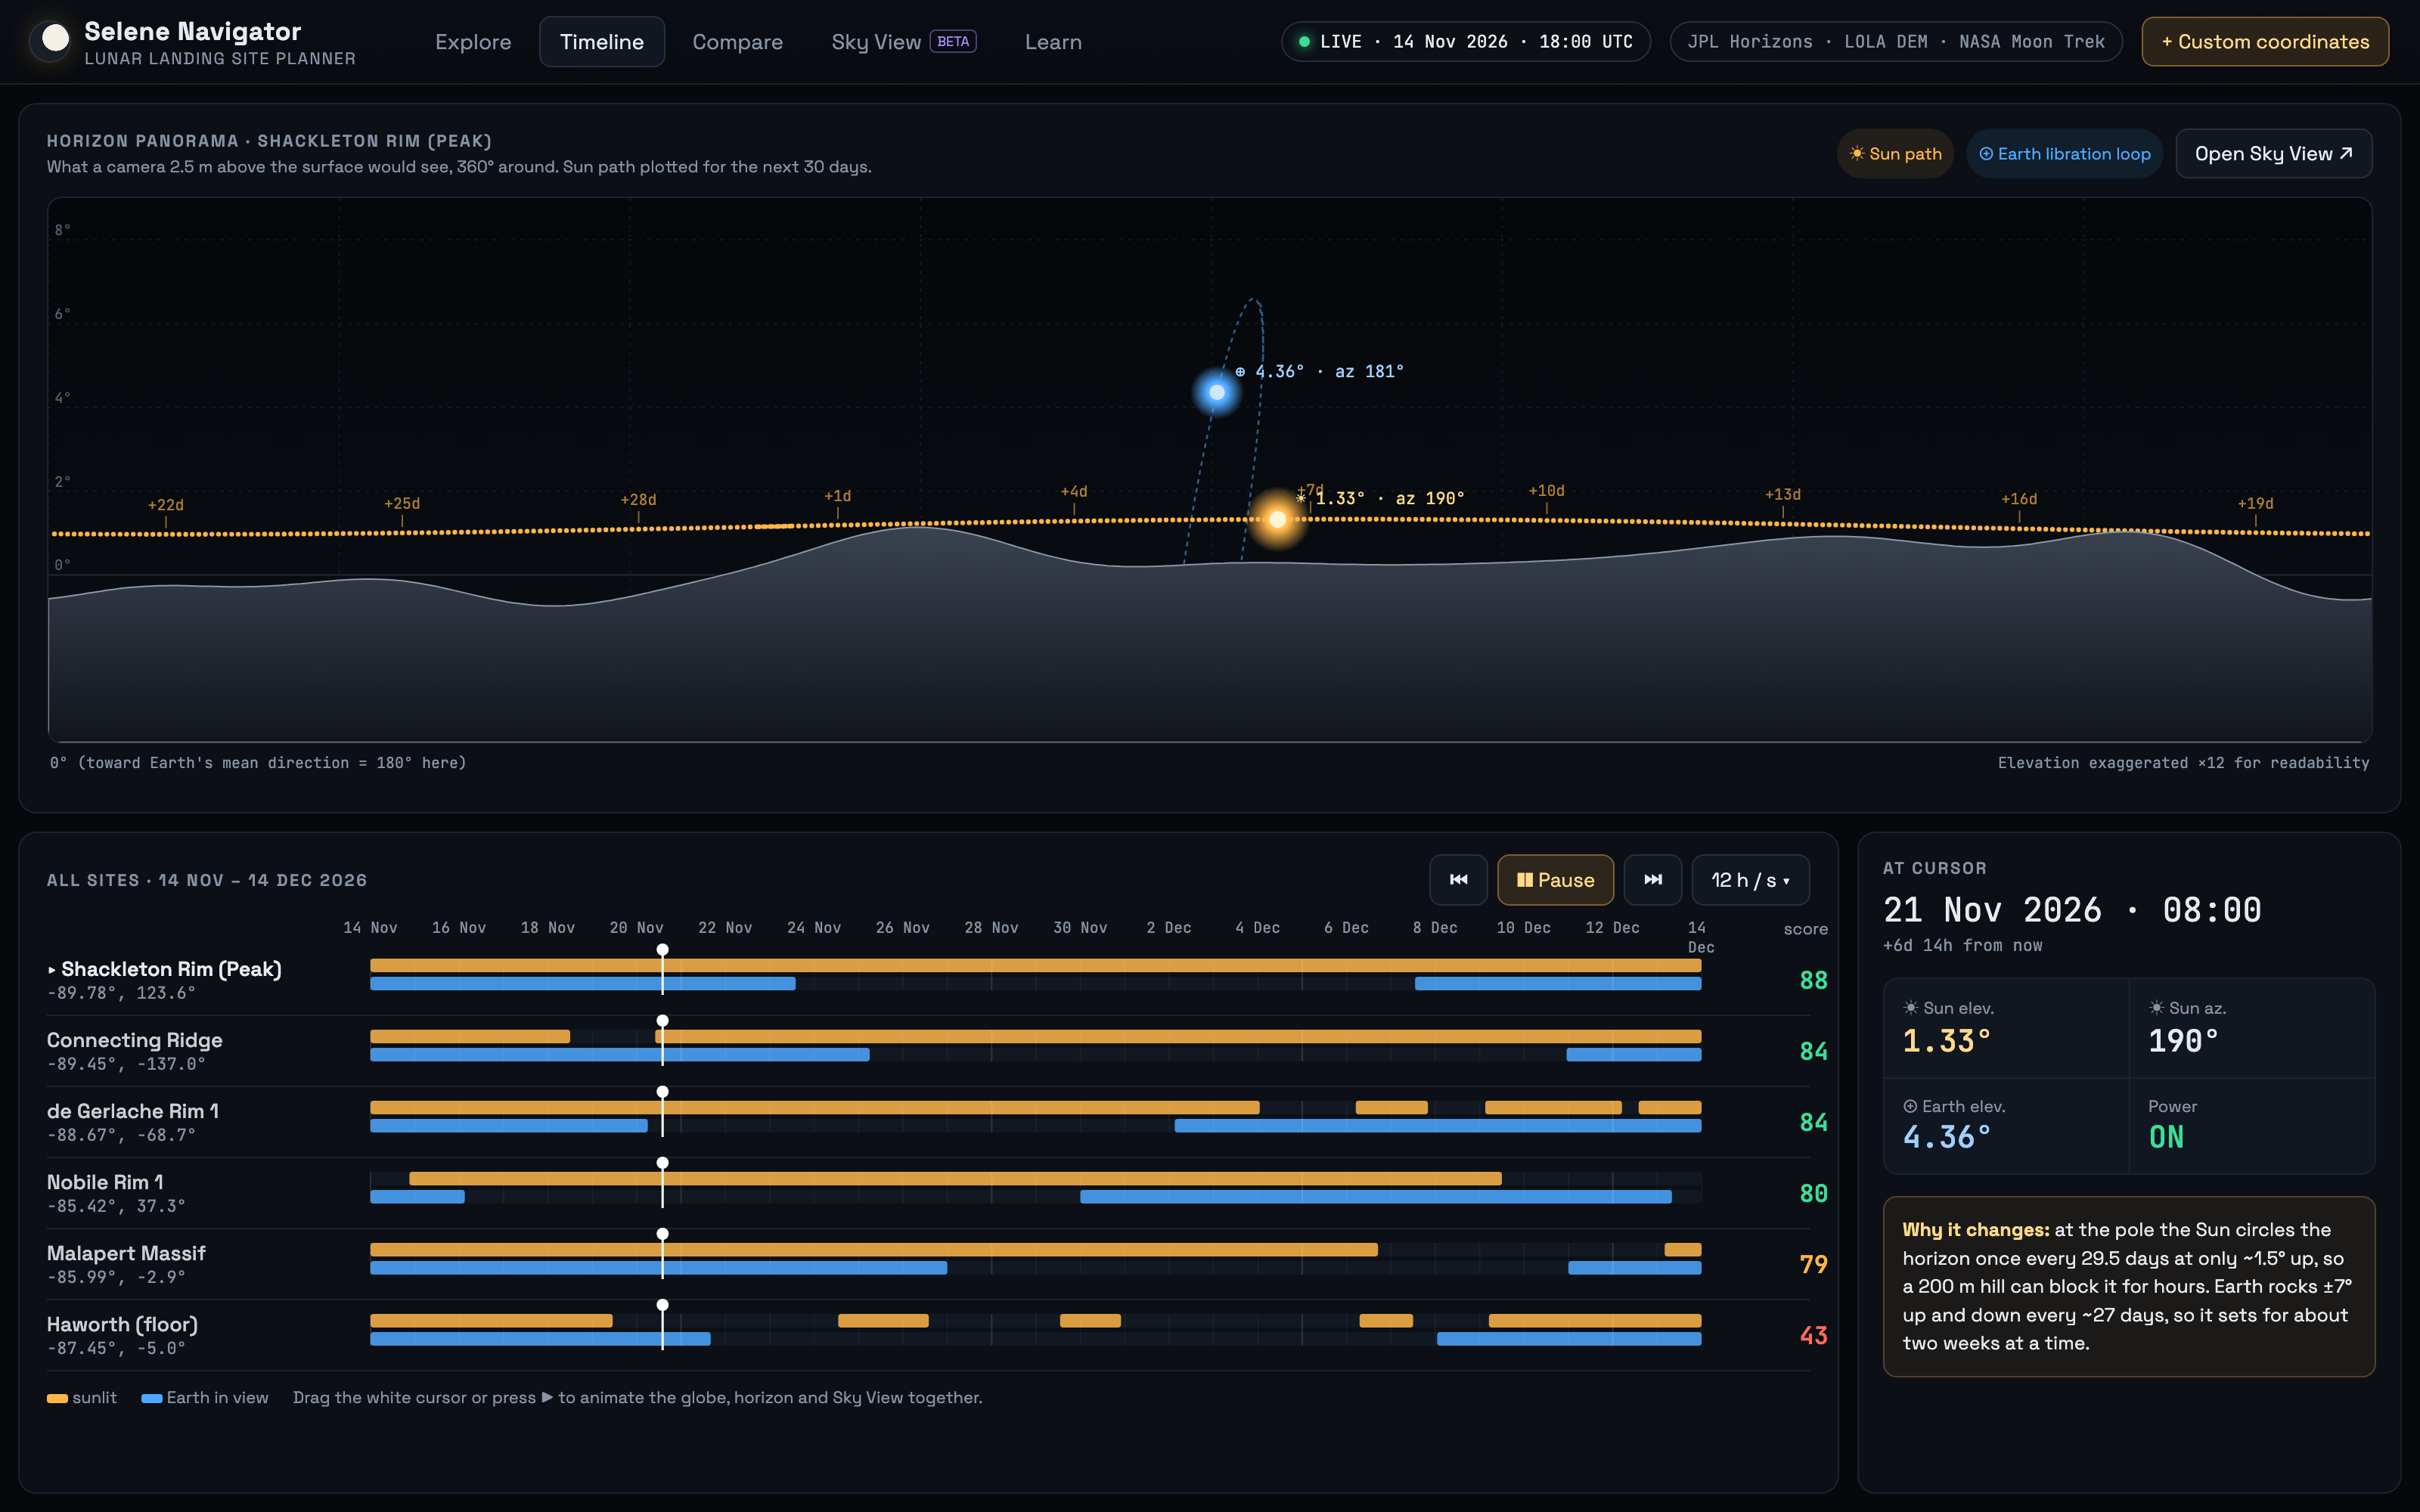 Selene Navigator
LUNAR LANDING SITE PLANNER
Explore
Timeline
Compare
Sky View BETA
Learn
LIVE · 14 Nov 2026 · 18:00 UTC
JPL Horizons · LOLA DEM · NASA Moon Trek
+ Custom coordinates
HORIZON PANORAMA · SHACKLETON RIM (PEAK)
What a camera 2.5 m above the surface would see, 360° around. Sun path plotted for the next 30 days.
☀ Sun path
⊕ Earth libration loop
Open Sky View ↗
8°
6°
4°
2°
0°
⊕ 4.36° · az 181°
+22d
+25d
+28d
+1d
+4d
+7d
☀ 1.33° · az 190°
+10d
+13d
+16d
+19d
0° (toward Earth's mean direction = 180° here)
Elevation exaggerated ×12 for readability
ALL SITES · 14 NOV – 14 DEC 2026
⏮
Pause
⏭
12 h / s ▾
14 Nov 16 Nov 18 Nov 20 Nov 22 Nov 24 Nov 26 Nov 28 Nov 30 Nov 2 Dec 4 Dec 6 Dec 8 Dec 10 Dec 12 Dec 14 Dec score
▸ Shackleton Rim (Peak)
-89.78°, 123.6°
88
Connecting Ridge
-89.45°, -137.0°
84
de Gerlache Rim 1
-88.67°, -68.7°
84
Nobile Rim 1
-85.42°, 37.3°
80
Malapert Massif
-85.99°, -2.9°
79
Haworth (floor)
-87.45°, -5.0°
43
sunlit
Earth in view
Drag the white cursor or press ▶ to animate the globe, horizon and Sky View together.
AT CURSOR
21 Nov 2026 · 08:00
+6d 14h from now
☀ Sun elev.
1.33°
☀ Sun az.
190°
⊕ Earth elev.
4.36°
Power
ON
Why it changes: at the pole the Sun circles the
horizon once every 29.5 days at only ~1.5° up, so
a 200 m hill can block it for hours. Earth rocks ±7°
up and down every ~27 days, so it sets for about
two weeks at a time.